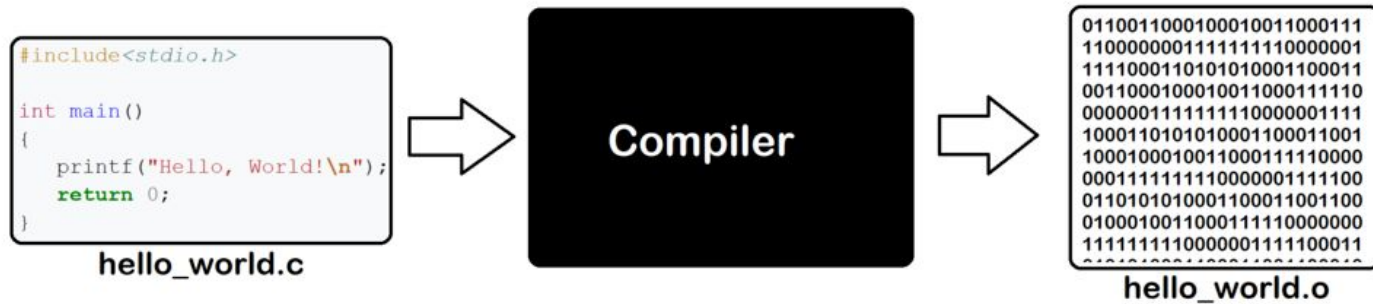 #include<stdio.h>

int main()
{
   printf("Hello, World!\n");
   return 0;
}
hello_world.c
Compiler
0110011000100010011000111
1100000001111111110000001
1111000110101010001100011
0011000100010011000111110
0000001111111110000001111
1000110101010001100011001
1000100010011000111110000
0001111111110000001111100
0110101010001100011001100
0100010011000111110000000
1111111110000001111100011
hello_world.o